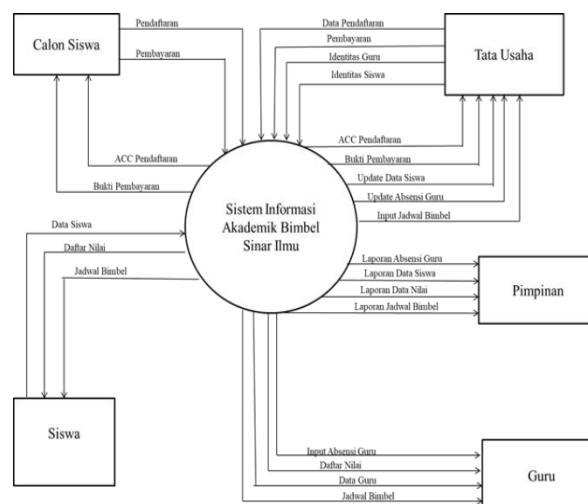 Calon Siswa
Pendaftaran
Pembayaran
ACC Pendaftaran
Bukti Pembayaran
Data Pendaftaran
Pembayaran
Identitas Guru
Identitas Siswa
Tata Usaha
ACC Pendaftaran
Bukti Pembayaran
Update Data Siswa
Update Absensi Guru
Input Jadwal Bimbel
Sistem Informasi
Akademik Bimbel
Sinar Ilmu
Data Siswa
Daftar Nilai
Jadwal Bimbel
Siswa
Laporan Absensi Guru
Laporan Data Siswa
Laporan Data Nilai
Laporan Jadwal Bimbel
Pimpinan
Input Absensi Guru
Daftar Nilai
Data Guru
Jadwal Bimbel
Guru